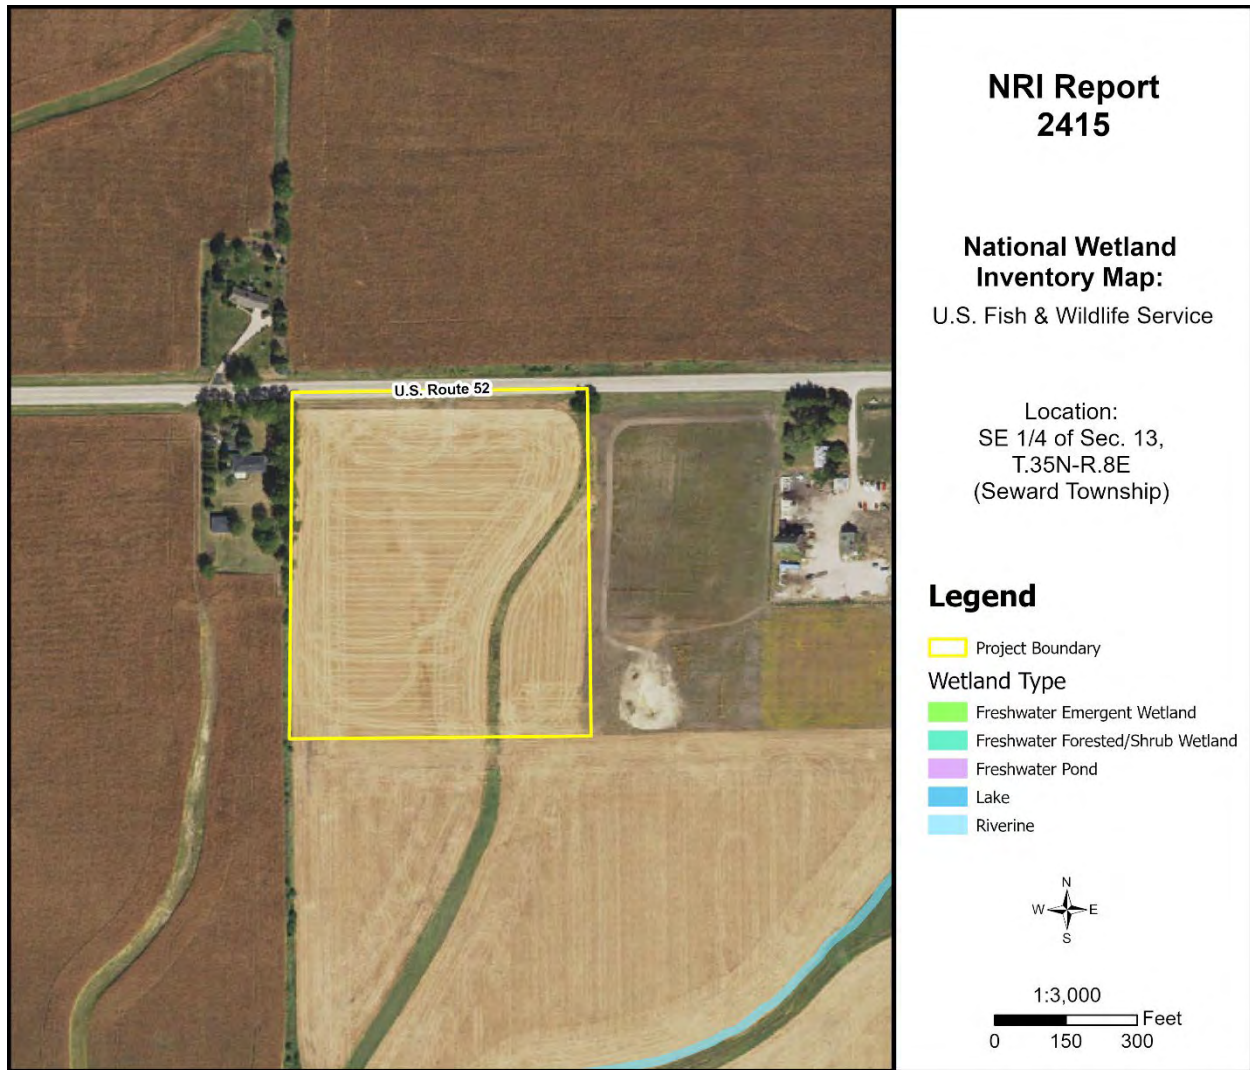 NRI Report
2415
National Wetland
Inventory Map:
U.S. Fish & Wildlife Service
Location:
SE 1/4 of Sec. 13,
T.35N-R.8E
(Seward Township)
U.S. Route 52
Legend
Project Boundary
Wetland Type
Freshwater Emergent Wetland
Freshwater Forested/Shrub Wetland
Freshwater Pond
Lake
Riverine
N
W E
S
1:3,000
Feet
0 150 300